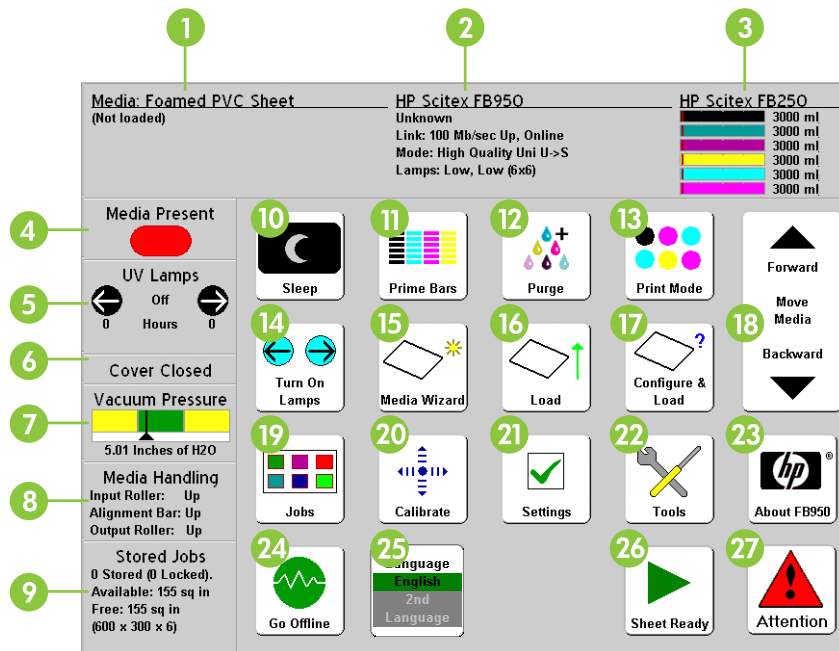 1
2
3
Media: Foamed PVC Sheet
(Not loaded)
HP Scitex FB950
Unknown
Link: 100 Mb/sec Up, Online
Mode: High Quality Uni U->S
Lamps: Low, Low (6x6)
HP Scitex FB250
3000 ml
3000 ml
3000 ml
3000 ml
3000 ml
3000 ml
4
Media Present
5
UV Lamps
Off
0 Hours 0
6
Cover Closed
7
Vacuum Pressure
5.01 Inches of H2O
8
Media Handling
Input Roller: Up
Alignment Bar: Up
Output Roller: Up
9
Stored Jobs
0 Stored (0 Locked).
Available: 155 sq in
Free: 155 sq in
(600 x 300 x 6)
10
Sleep
11
Prime Bars
12
Purge
13
Print Mode
14
Turn On
Lamps
15
Media Wizard
16
Load
17
?
Configure &
Load
18
Forward
Move
Media
Backward
19
Jobs
20
Calibrate
21
Settings
22
Tools
23
hp ®
About FB950
24
Go Offline
25
Language
English
2nd
Language
26
Sheet Ready
27
!
Attention